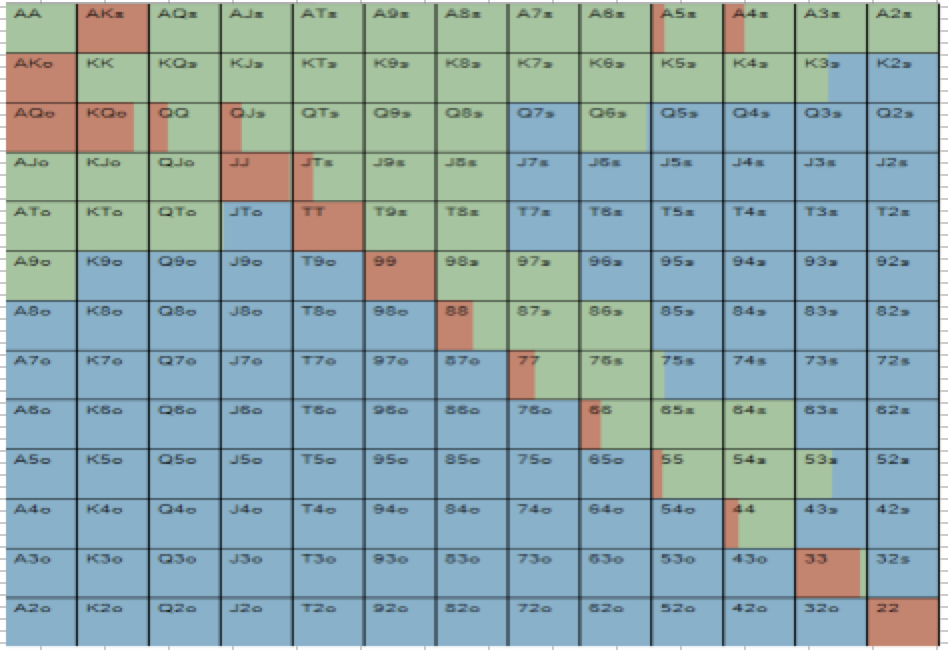 AA AKs AQs AJs ATs A9s A8s A7s A6s A5s A4s A3s A2s
AKo KK KQs KJs KTs K9s K8s K7s K6s K5s K4s K3s K2s
AQo KQo QQ QJs QTs Q9s Q8s Q7s Q6s Q5s Q4s Q3s Q2s
AJo KJo QJo JJ JTs J9s J8s J7s J6s J5s J4s J3s J2s
ATo KTo QTo JTo TT T9s T8s T7s T6s T5s T4s T3s T2s
A9o K9o Q9o J9o T9o 99 98s 97s 96s 95s 94s 93s 92s
A8o K8o Q8o J8o T8o 98o 88 87s 86s 85s 84s 83s 82s
A7o K7o Q7o J7o T7o 97o 87o 77 76s 75s 74s 73s 72s
A6o K6o Q6o J6o T6o 96o 86o 76o 66 65s 64s 63s 62s
A5o K5o Q5o J5o T5o 95o 85o 75o 65o 55 54s 53s 52s
A4o K4o Q4o J4o T4o 94o 84o 74o 64o 54o 44 43s 42s
A3o K3o Q3o J3o T3o 93o 83o 73o 63o 53o 43o 33 32s
A2o K2o Q2o J2o T2o 92o 82o 72o 62o 52o 42o 32o 22